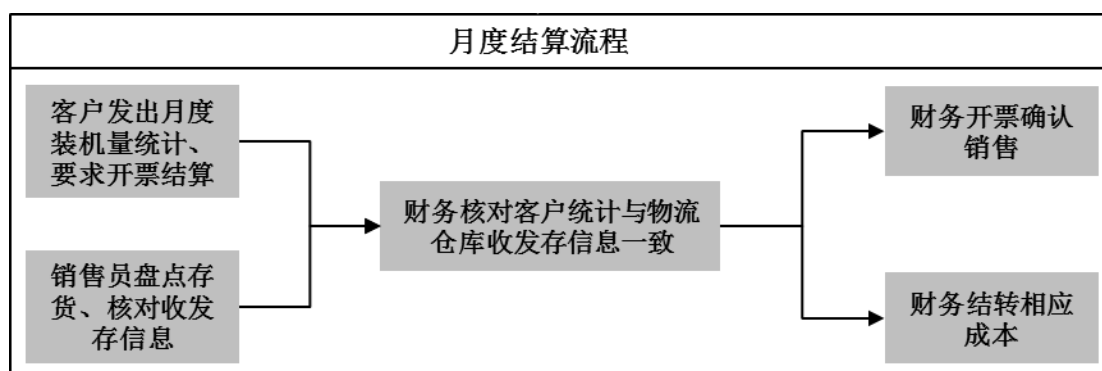 月度结算流程
客户发出月度
装机量统计、
要求开票结算
销售员盘点存
货、核对收发
存信息
财务核对客户统计与物流
仓库收发存信息一致
财务开票确认
销售
财务结转相应
成本